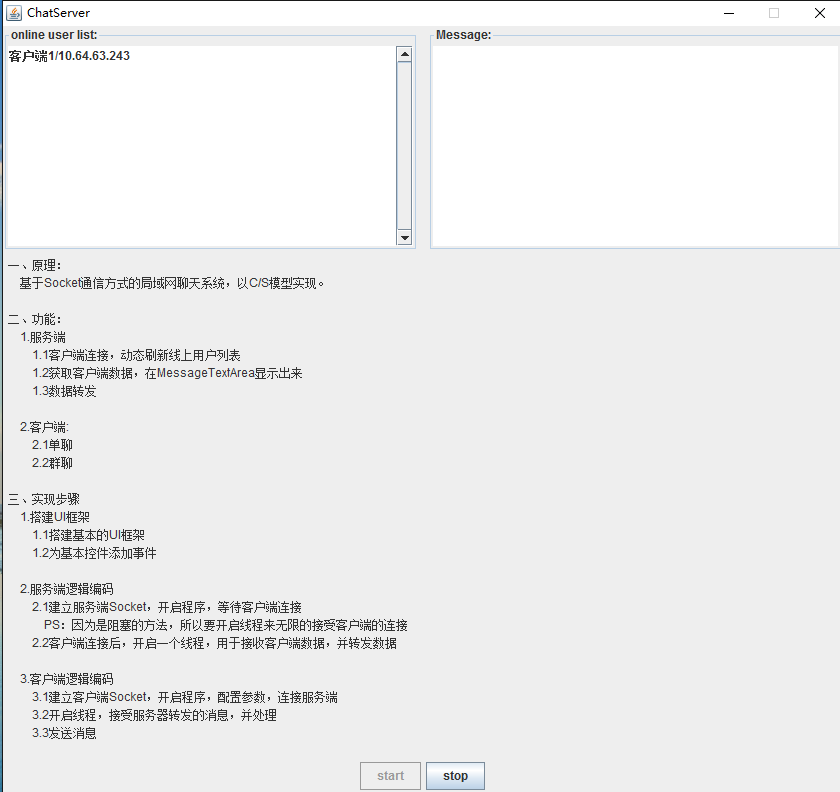 ChatServer
online user list:
Message:
客户端1/10.64.63.243
一、原理：
基于Socket通信方式的局域网聊天系统，以C/S模型实现。
二、功能：
1.服务端
1.1客户端连接，动态刷新线上用户列表
1.2获取客户端数据，在MessageTextArea显示出来
1.3数据转发
2.客户端:
2.1单聊
2.2群聊
三、实现步骤
1.搭建UI框架
1.1搭建基本的UI框架
1.2为基本控件添加事件
2.服务端逻辑编码
2.1建立服务端Socket，开启程序，等待客户端连接
PS：因为是阻塞的方法，所以要开启线程来无限的接受客户端的连接
2.2客户端连接后，开启一个线程，用于接收客户端数据，并转发数据
3.客户端逻辑编码
3.1建立客户端Socket，开启程序，配置参数，连接服务端
3.2开启线程，接受服务器转发的消息，并处理
3.3发送消息
start
stop